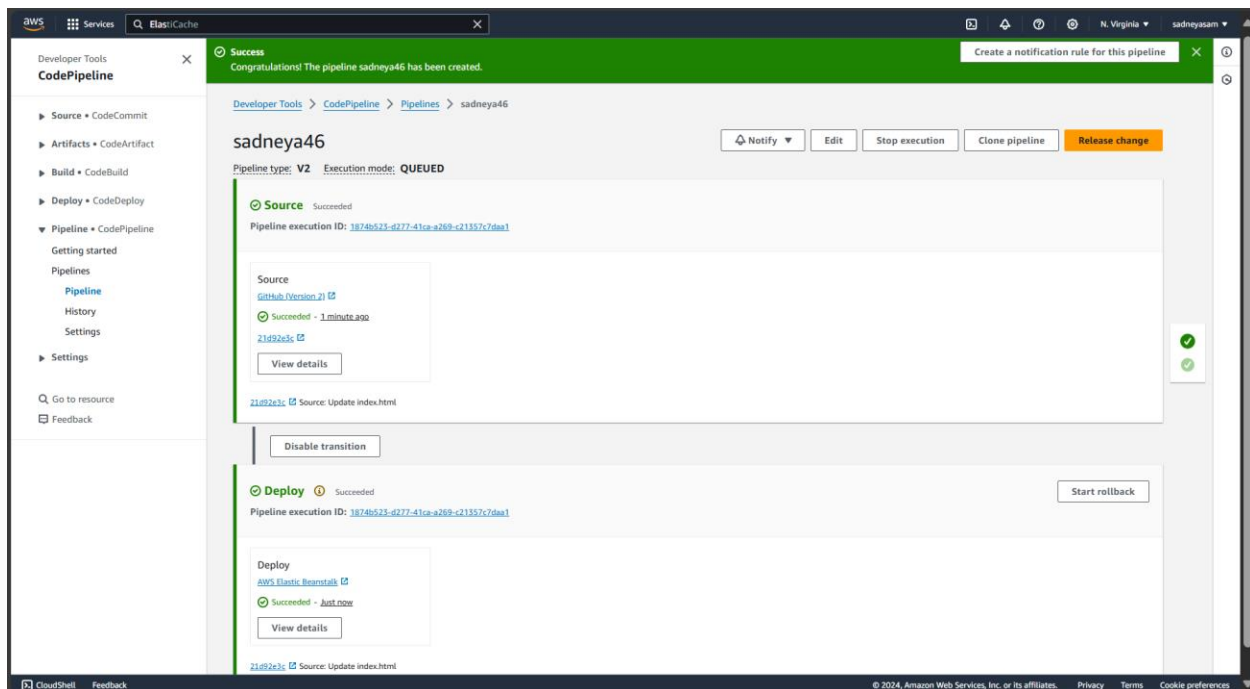 aws Services ElastiCache N. Virginia sadneyasam
Developer Tools
CodePipeline
Source • CodeCommit
Artifacts • CodeArtifact
Build • CodeBuild
Deploy • CodeDeploy
Pipeline • CodePipeline
Getting started
Pipelines
Pipeline
History
Settings
Settings
Go to resource
Feedback
Success
Congratulations! The pipeline sadneya46 has been created.
Create a notification rule for this pipeline
Developer Tools > CodePipeline > Pipelines > sadneya46
sadneya46
Notify Edit Stop execution Clone pipeline Release change
Pipeline type: V2 Execution mode: QUEUED
Source Succeeded
Pipeline execution ID: 1874b523-d277-41ca-a269-c21357c7daa1
Source
GitHub (Version 2)
Succeeded - 1 minute ago
21d92e3c
View details
21d92e3c Source: Update index.html
Disable transition
Deploy Succeeded
Start rollback
Pipeline execution ID: 1874b523-d277-41ca-a269-c21357c7daa1
Deploy
AWS Elastic Beanstalk
Succeeded - Just now
View details
21d92e3c Source: Update index.html
CloudShell Feedback © 2024, Amazon Web Services, Inc. or its affiliates. Privacy Terms Cookie preferences